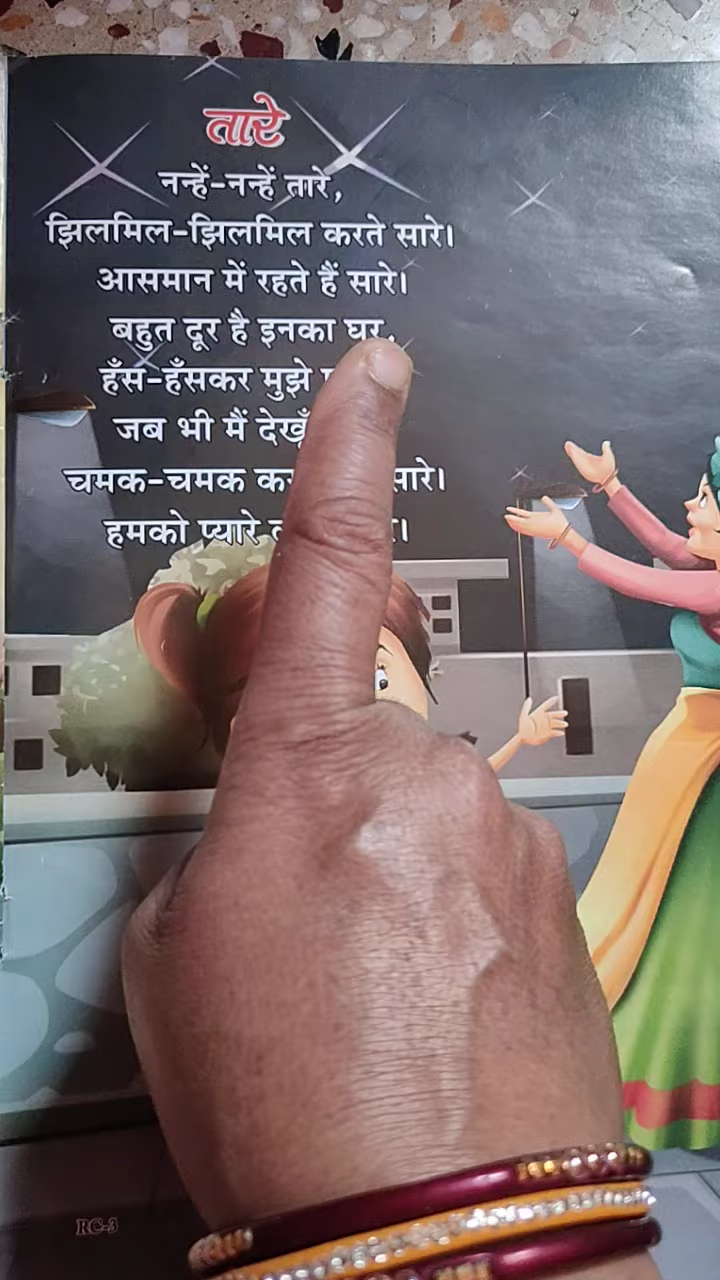 तारे
नन्हें-नन्हें तारे,
झिलमिल-झिलमिल करते सारे।
आसमान में रहते हैं सारे।
बहुत दूर है इनका घर,
हँस-हँसकर मुझे
जब भी मैं देखूँ
चमक-चमक सारे।
हमको प्यारे
RC-3